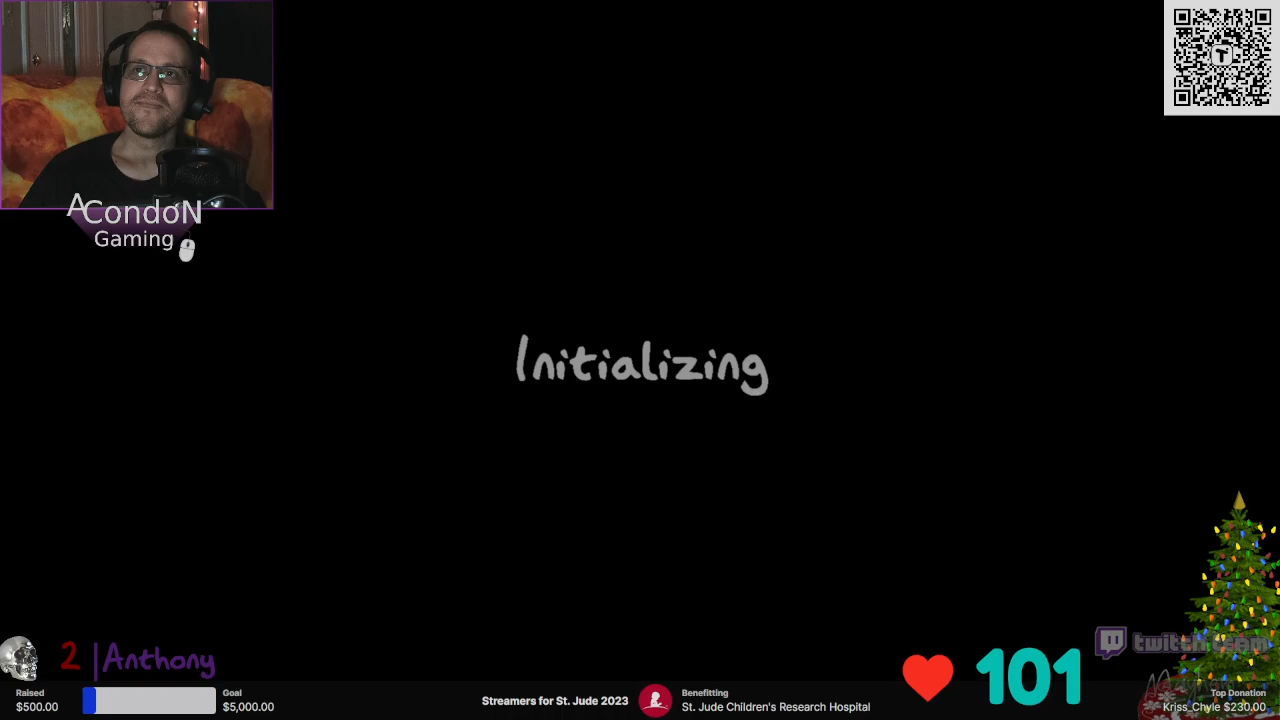 ACondoN
Gaming
Initializing
2 |Anthony
101
twitch team
Raised
$500.00
Goal
$5,000.00
Streamers for St. Jude 2023
Benefitting
St. Jude Children's Research Hospital
Top Donation
Kriss_Chyle $230.00